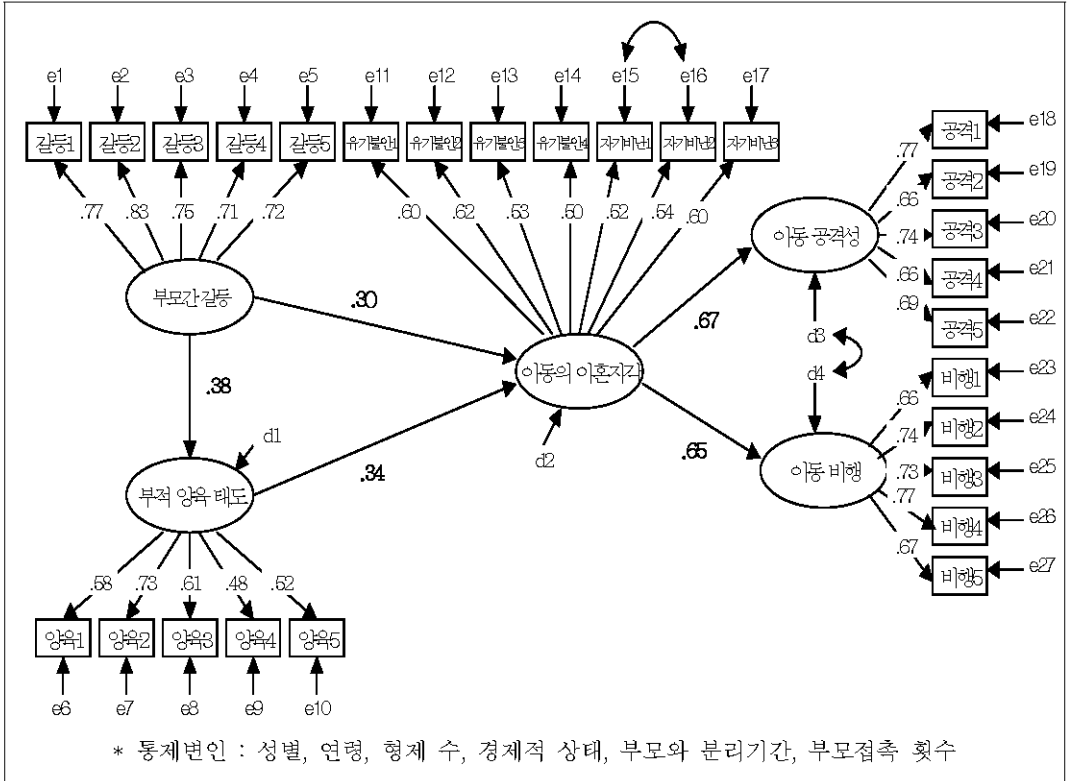 e1 e2 e3 e4 e5 e11 e12 e13 e14 e15 e16 e17
갈등1 갈등2 갈등3 갈등4 갈등5 유기불안1 유기불안2 유기불안3 유기불안4 자기비난1 자기비난2 자기비난3
.77 .83 .75 .71 .72 .60 .62 .53 .50 .52 .54 .60
공격1 e18
.77
공격2 e19
.66
공격3 e20
.74
공격4 e21
.66
공격5 e22
.69
아동 공격성
부모간 갈등
.30
.67
d3
d4
.38
아동의 이혼지각
d1
d2
.34
.65
부적 양육 태도
아동 비행
비행1 e23
.66
비행2 e24
.74
비행3 e25
.73
비행4 e26
.77
비행5 e27
.67
.58 .73 .61 .48 .52
양육1 양육2 양육3 양육4 양육5
e6 e7 e8 e9 e10
* 통제변인 : 성별, 연령, 형제 수, 경제적 상태, 부모와 분리기간, 부모접촉 횟수